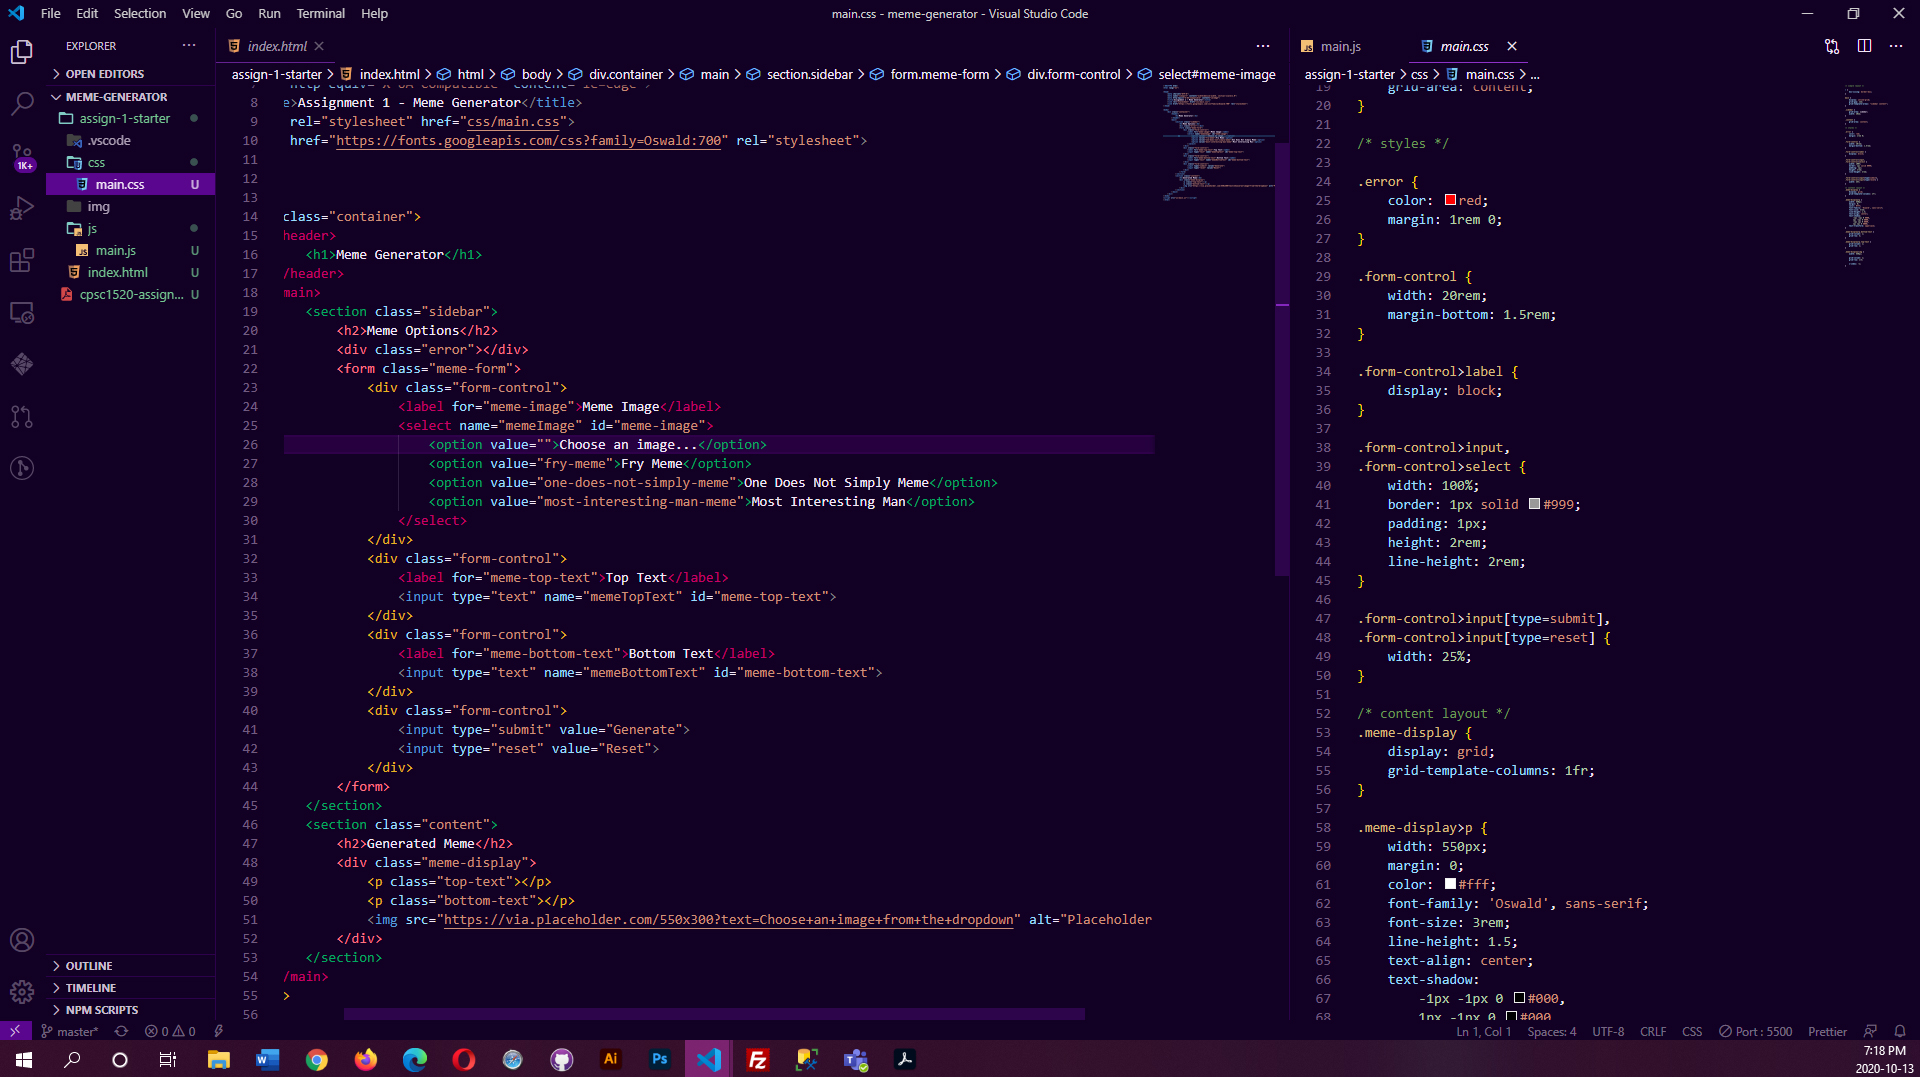 File Edit Selection View Go Run Terminal Help
main.css - meme-generator - Visual Studio Code
EXPLORER
OPEN EDITORS
MEME-GENERATOR
assign-1-starter
.vscode
css
main.css U
img
js
main.js U
index.html U
cpsc1520-assign... U
1K+
OUTLINE
TIMELINE
NPM SCRIPTS
index.html
assign-1-starter > index.html > html > body > div.container > main > section.sidebar > form.meme-form > div.form-control > select#meme-image
8 e>Assignment 1 - Meme Generator</title>
9 rel="stylesheet" href="css/main.css">
10 href="https://fonts.googleapis.com/css?family=Oswald:700" rel="stylesheet">
11
12
13
14 class="container">
15 header>
16 <h1>Meme Generator</h1>
17 /header>
18 main>
19 <section class="sidebar">
20 <h2>Meme Options</h2>
21 <div class="error"></div>
22 <form class="meme-form">
23 <div class="form-control">
24 <label for="meme-image">Meme Image</label>
25 <select name="memeImage" id="meme-image">
26 <option value="">Choose an image...</option>
27 <option value="fry-meme">Fry Meme</option>
28 <option value="one-does-not-simply-meme">One Does Not Simply Meme</option>
29 <option value="most-interesting-man-meme">Most Interesting Man</option>
30 </select>
31 </div>
32 <div class="form-control">
33 <label for="meme-top-text">Top Text</label>
34 <input type="text" name="memeTopText" id="meme-top-text">
35 </div>
36 <div class="form-control">
37 <label for="meme-bottom-text">Bottom Text</label>
38 <input type="text" name="memeBottomText" id="meme-bottom-text">
39 </div>
40 <div class="form-control">
41 <input type="submit" value="Generate">
42 <input type="reset" value="Reset">
43 </div>
44 </form>
45 </section>
46 <section class="content">
47 <h2>Generated Meme</h2>
48 <div class="meme-display">
49 <p class="top-text"></p>
50 <p class="bottom-text"></p>
51 <img src="https://via.placeholder.com/550x300?text=Choose+an+image+from+the+dropdown" alt="Placeholder
52 </div>
53 </section>
54 /main>
55 >
56
main.js main.css
assign-1-starter > css > main.css > ...
19 grid-area: content;
20 }
21
22 /* styles */
23
24 .error {
25 color: red;
26 margin: 1rem 0;
27 }
28
29 .form-control {
30 width: 20rem;
31 margin-bottom: 1.5rem;
32 }
33
34 .form-control>label {
35 display: block;
36 }
37
38 .form-control>input,
39 .form-control>select {
40 width: 100%;
41 border: 1px solid #999;
42 padding: 1px;
43 height: 2rem;
44 line-height: 2rem;
45 }
46
47 .form-control>input[type=submit],
48 .form-control>input[type=reset] {
49 width: 25%;
50 }
51
52 /* content layout */
53 .meme-display {
54 display: grid;
55 grid-template-columns: 1fr;
56 }
57
58 .meme-display>p {
59 width: 550px;
60 margin: 0;
61 color: #fff;
62 font-family: 'Oswald', sans-serif;
63 font-size: 3rem;
64 line-height: 1.5;
65 text-align: center;
66 text-shadow:
67 -1px -1px 0 #000,
68 1px -1px 0 #000
master* 0 0
Ln 1, Col 1 Spaces: 4 UTF-8 CRLF CSS Port : 5500 Prettier
W Ai Ps Fz
7:18 PM
2020-10-13